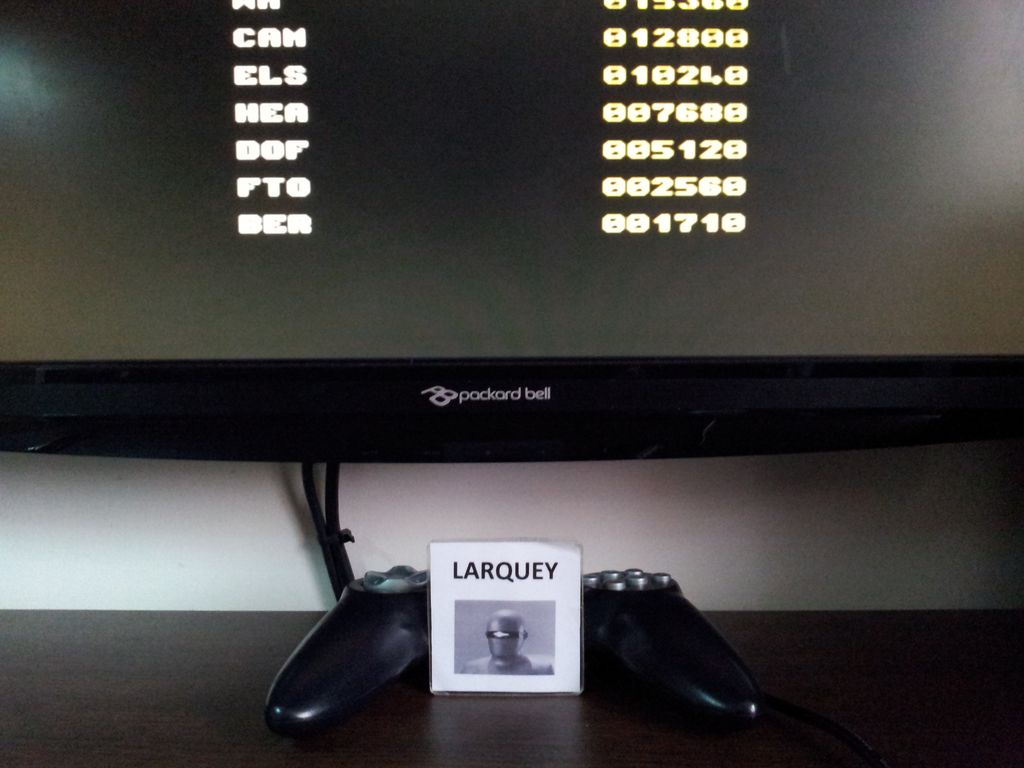 CAM 012800
ELS 010240
HEA 007680
DOF 005120
FTO 002560
BER 001710
packard bell
LARQUEY